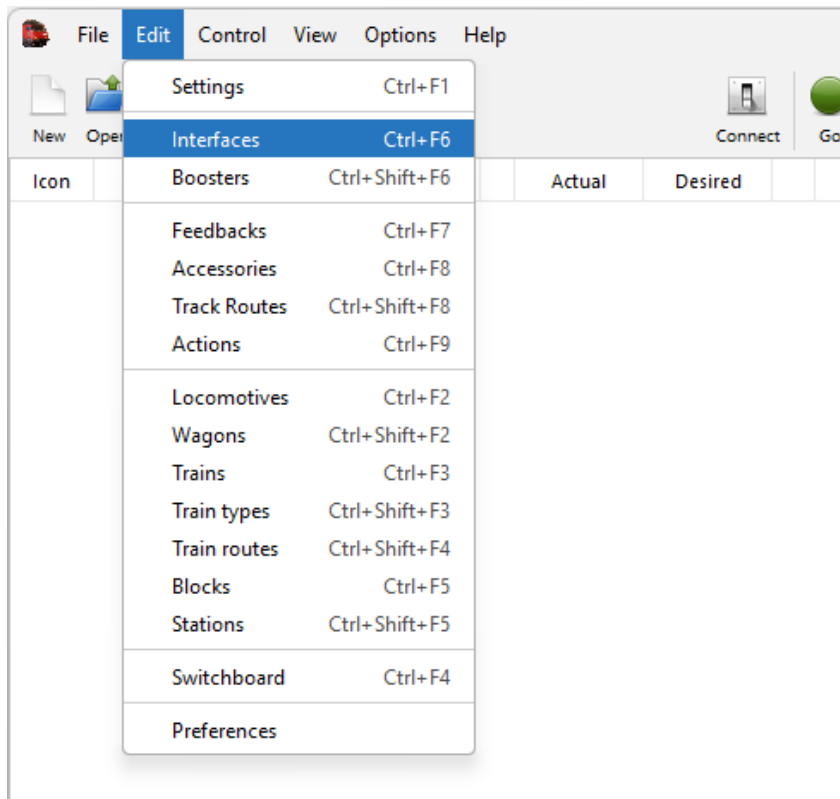 File Edit Control View Options Help
Settings Ctrl+F1
Interfaces Ctrl+F6
Boosters Ctrl+Shift+F6
Feedbacks Ctrl+F7
Accessories Ctrl+F8
Track Routes Ctrl+Shift+F8
Actions Ctrl+F9
Locomotives Ctrl+F2
Wagons Ctrl+Shift+F2
Trains Ctrl+F3
Train types Ctrl+Shift+F3
Train routes Ctrl+Shift+F4
Blocks Ctrl+F5
Stations Ctrl+Shift+F5
Switchboard Ctrl+F4
Preferences
New Open Connect Go
Icon Actual Desired